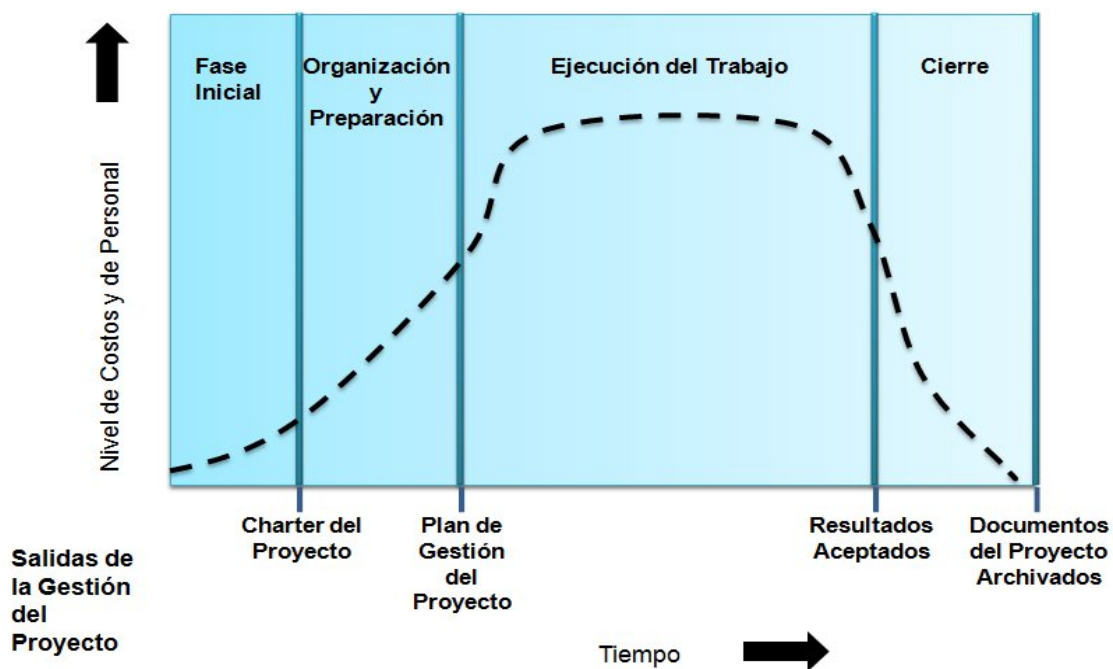 Fase
Inicial
Organización
y
Preparación
Ejecución del Trabajo
Cierre
Nivel de Costos y de Personal
Charter del
Proyecto
Plan de
Gestión
del
Proyecto
Resultados
Aceptados
Documentos
del Proyecto
Archivados
Salidas de
la Gestión
del
Proyecto
Tiempo